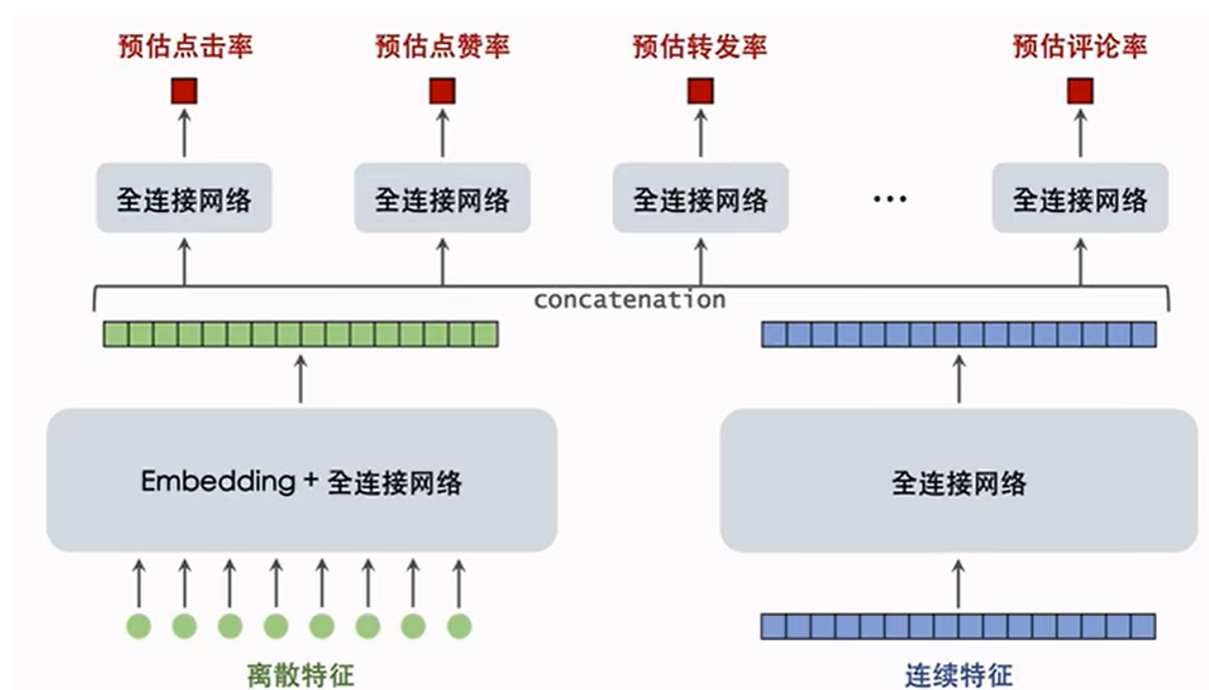 预估点击率 预估点赞率 预估转发率 预估评论率
全连接网络 全连接网络 全连接网络 ... 全连接网络
concatenation
Embedding + 全连接网络 全连接网络
离散特征 连续特征